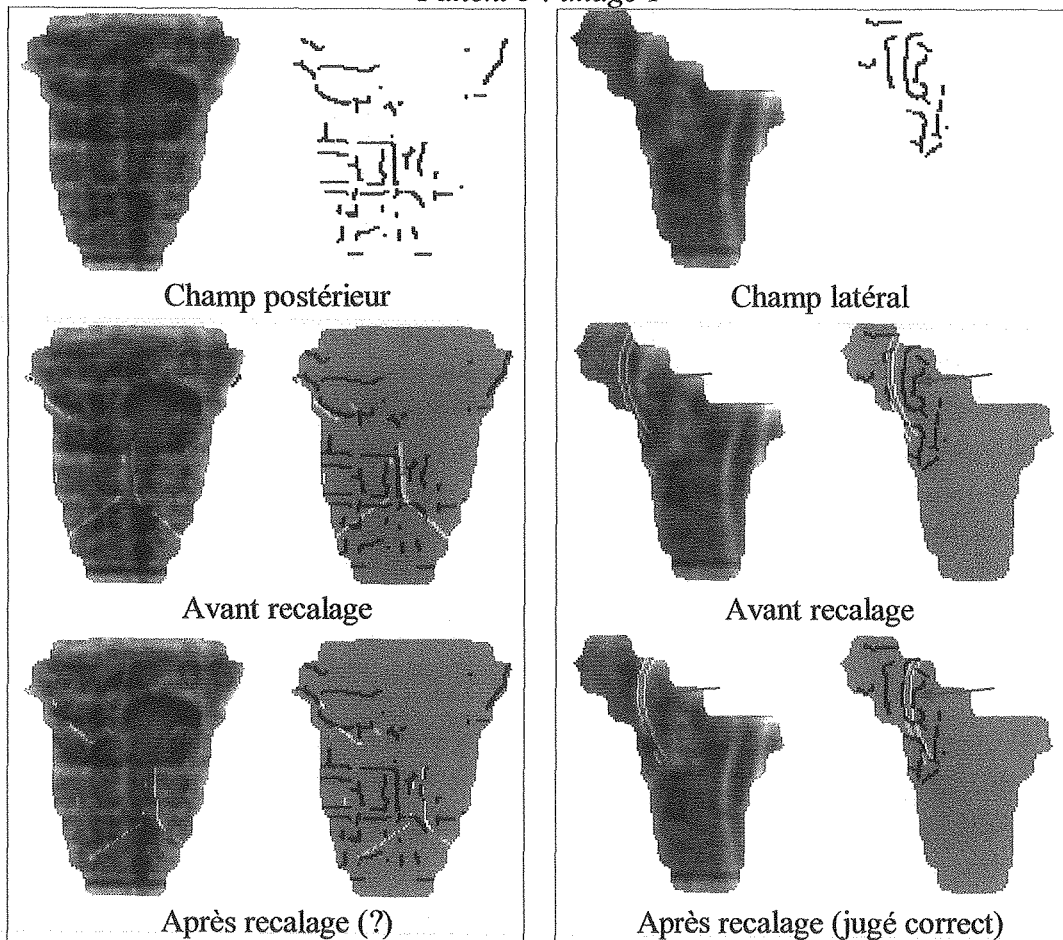 Champ postérieur
Champ latéral
Avant recalage
Avant recalage
Après recalage (?)
Après recalage (jugé correct)